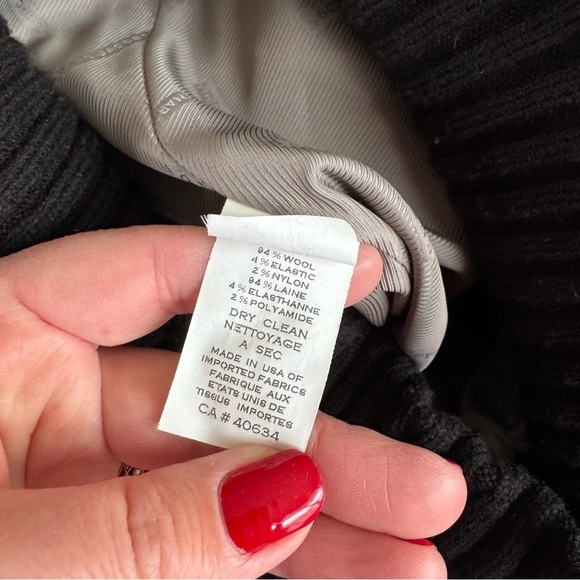 94% WOOL
4% ELASTIC
2% NYLON
94% LAINE
4% ELASTHANNE
2% POLYAMIDE
DRY CLEAN
NETTOYAGE
A SEC
MADE IN USA OF
IMPORTED FABRICS
FABRIQUE AUX
ETATS UNIS DE
TISSUS IMPORTES
CA # 40634